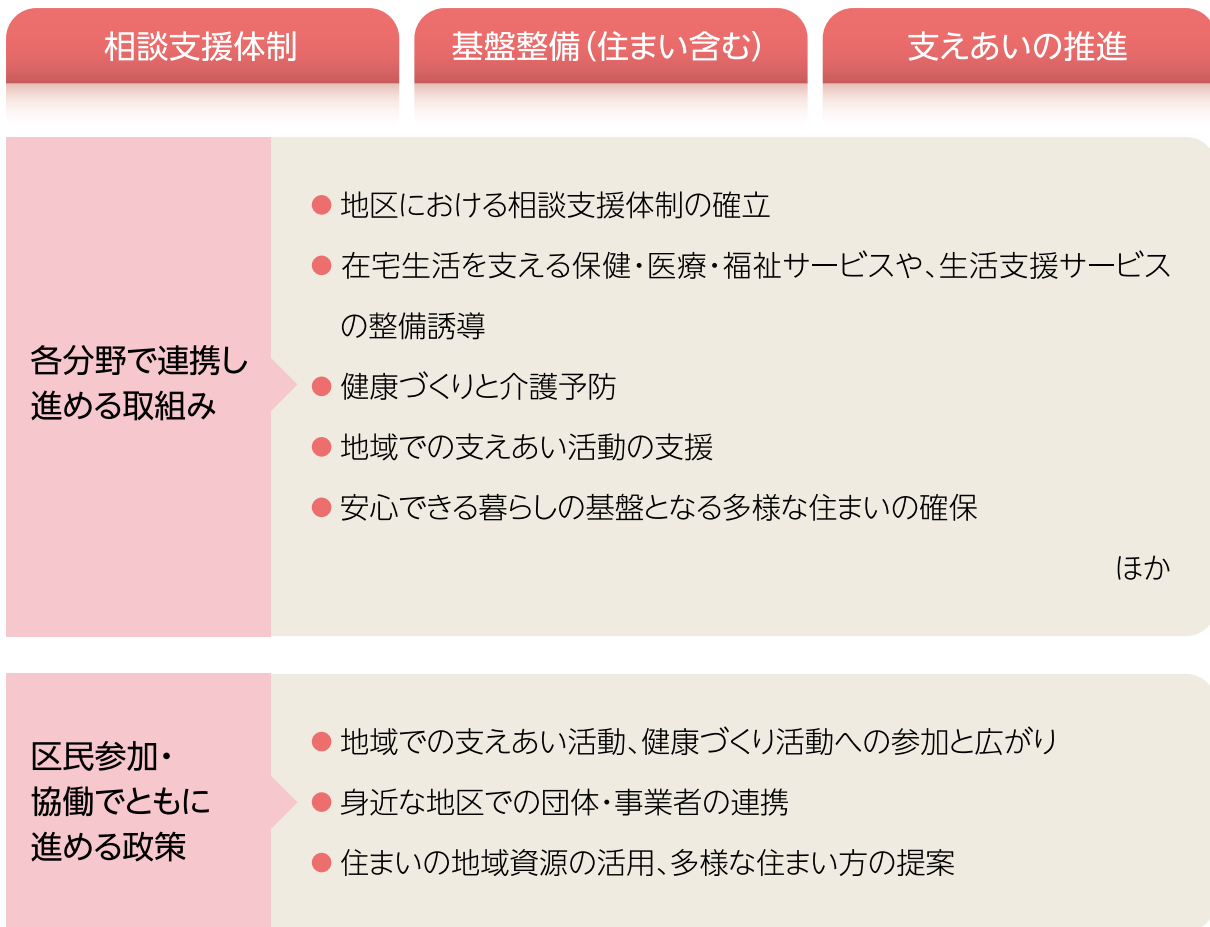 相談支援体制
基盤整備(住まい含む)
支えあいの推進
各分野で連携し
進める取組み
● 地区における相談支援体制の確立
● 在宅生活を支える保健・医療・福祉サービスや、生活支援サービス
の整備誘導
● 健康づくりと介護予防
● 地域での支えあい活動の支援
● 安心できる暮らしの基盤となる多様な住まいの確保
ほか
区民参加・
協働でともに
進める政策
● 地域での支えあい活動、健康づくり活動への参加と広がり
● 身近な地区での団体・事業者の連携
● 住まいの地域資源の活用、多様な住まい方の提案